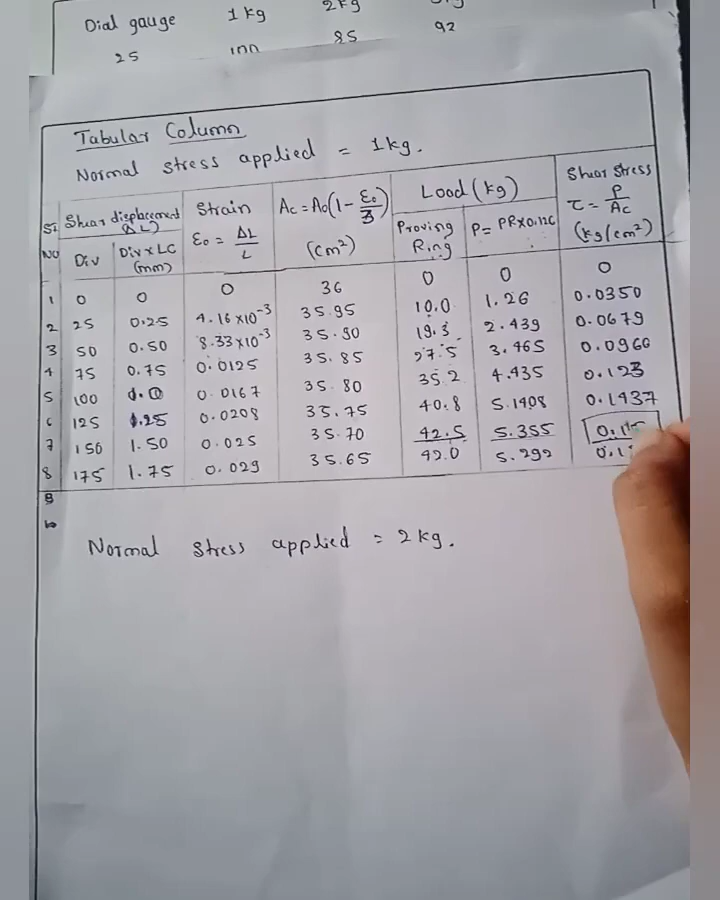 Dial gauge 1 kg 2 kg
25 100 85 92
Tabular Column
Normal stress applied = 1kg.
Sl No Shear displacement (ΔL) Strain ε₀ = ΔL/L Ac = A₀(1 - ε₀/3) (cm²) Load (kg) Shear stress τ = P/Ac (kg/cm²)
Div Div x LC (mm) Proving Ring P =
1 0 0 0 36 0 0 0
2 25 0.25 4.16 x10⁻³ 35.95 10.0 1.26 0.0350
3 50 0.50 8.33 x10⁻³ 35.90 19.3 2.439 0.0679
4 75 0.75 0.0125 35.85 27.5 3.465 0.0966
5 100 0.0167 35.80 35.2 4.435 0.123
6 125 1.25 0.0208 35.75 40.8 5.1408 0.1437
7 150 1.50 0.025 35.70 42.5 5.355
8 175 1.75 0.029 35.65 42.0 5.292
9
10
Normal stress applied = 2 kg.